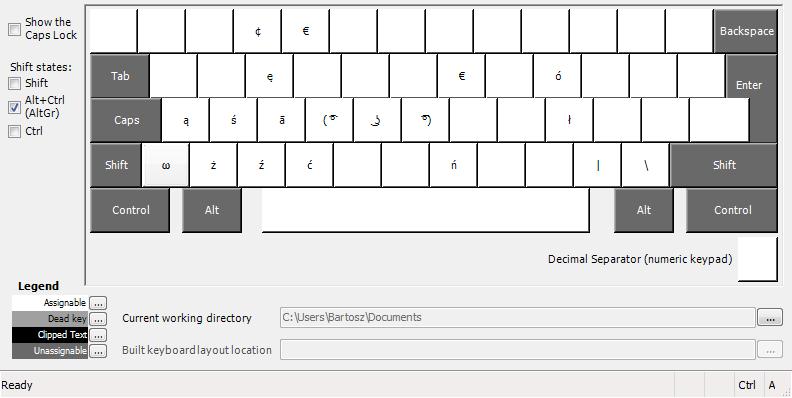 Show the
Caps Lock
Shift states:
Shift
Alt+Ctrl
(AltGr)
Ctrl
¢ € Backspace
Tab ę € ó Enter
Caps ą ś ā ( ͡° ͜ʖ ͡°) ł
Shift ω ż ź ć ń | \ Shift
Control Alt Alt Control
Decimal Separator (numeric keypad)
Legend
Assignable ...
Dead key ...
Clipped Text ...
Unassignable ...
Current working directory C:\Users\Bartosz\Documents ...
Built keyboard layout location ...
Ready Ctrl A